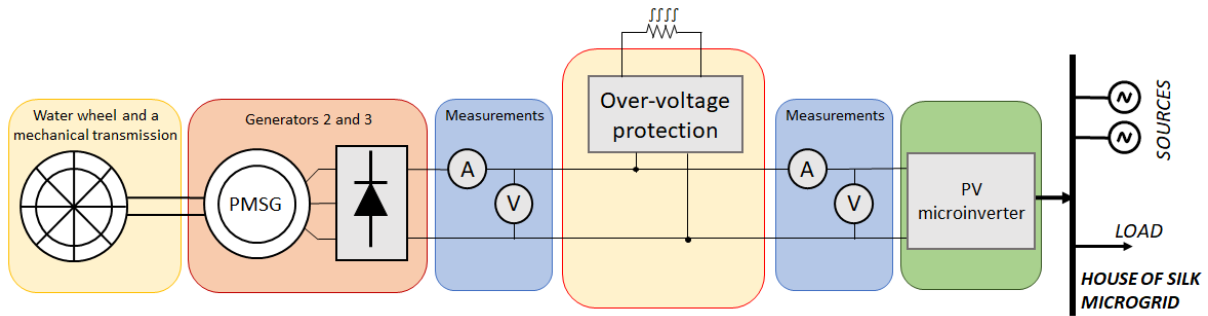 Water wheel and a
mechanical transmission
Generators 2 and 3
PMSG
Measurements
A
V
∫∫∫∫
Over-voltage
protection
Measurements
A
V
PV
microinverter
SOURCES
LOAD
HOUSE OF SILK
MICROGRID